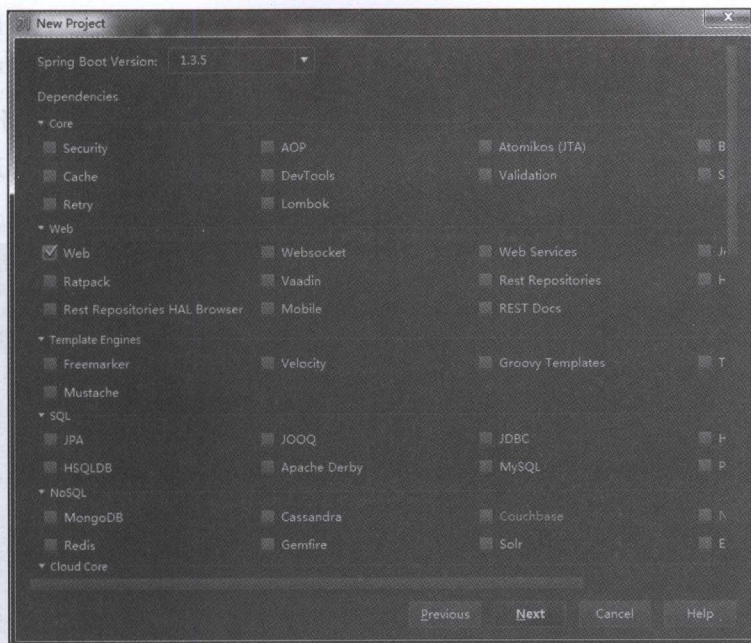 New Project
Spring Boot Version: 1.3.5
Dependencies
Core
Security AOP Atomikos (JTA) B
Cache DevTools Validation S
Retry Lombok
Web
Web Websocket Web Services
Ratpack Vaadin Rest Repositories H
Rest Repositories HAL Browser Mobile REST Docs
Template Engines
Freemarker Velocity Groovy Templates T
Mustache
SQL
JPA JOOQ JDBC H
HSQLDB Apache Derby MySQL P
NoSQL
MongoDB Cassandra Couchbase N
Redis Gemfire Solr E
Cloud Core
Previous Next Cancel Help